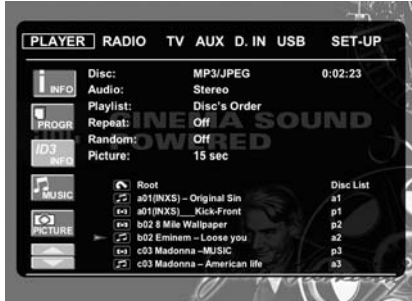 PLAYER RADIO TV AUX D. IN USB SET-UP
Disc: MP3/JPEG 0:02:23
INFO
Audio: Stereo
Playlist: Disc's Order
PROGR
Repeat: Off
CINEMA SOUND
Random: Off
POWERED
ID3 INFO
Picture: 15 sec
Root Disc List
MUSIC
a01(INXS) – Original Sin a1
a01(INXS)___Kick-Front p1
PICTURE
b02 8 Mile Wallpaper p2
b02 Eminem – Loose you a2
c03 Madonna –MUSIC p3
c03 Madonna – American life a3